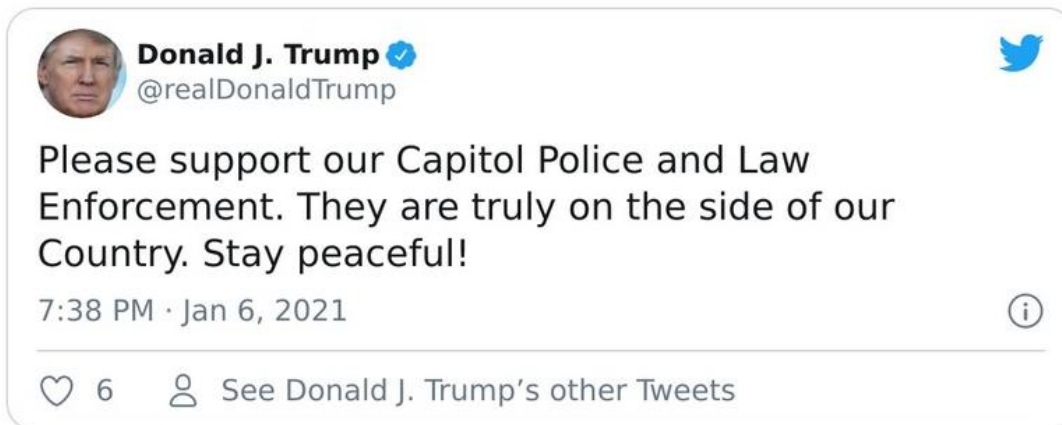 Donald J. Trump
@realDonaldTrump
Please support our Capitol Police and Law
Enforcement. They are truly on the side of our
Country. Stay peaceful!
7:38 PM · Jan 6, 2021
6 See Donald J. Trump’s other Tweets